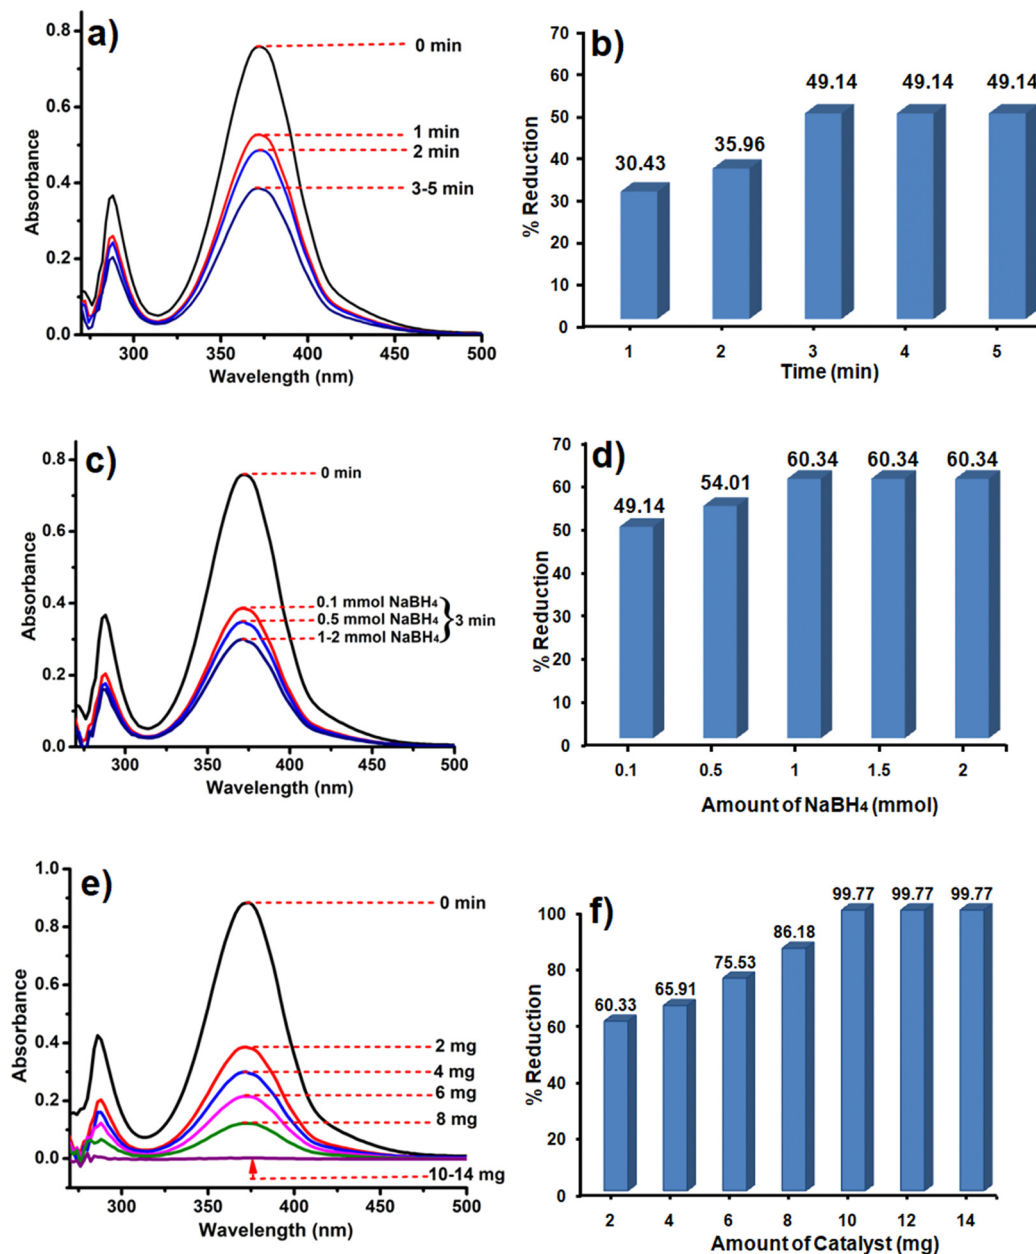 a)
0 min
1 min
2 min
3-5 min
Absorbance
0.8
0.6
0.4
0.2
0.0
300 350 400 450 500
Wavelength (nm)
b)
% Reduction
70
60
50
40
30
20
10
0
30.43 35.96 49.14 49.14 49.14
1 2 3 4 5
Time (min)
c)
0 min
0.1 mmol NaBH₄
0.5 mmol NaBH₄ } 3 min
1-2 mmol NaBH₄
Absorbance
0.8
0.6
0.4
0.2
0.0
300 350 400 450 500
Wavelength (nm)
d)
% Reduction
70
60
50
40
30
20
10
0
49.14 54.01 60.34 60.34 60.34
0.1 0.5 1 1.5 2
Amount of NaBH₄ (mmol)
e)
0 min
2 mg
4 mg
6 mg
8 mg
10-14 mg
Absorbance
1.0
0.8
0.6
0.4
0.2
0.0
300 350 400 450 500
Wavelength (nm)
f)
% Reduction
100
80
60
40
20
0
60.33 65.91 75.53 86.18 99.77 99.77 99.77
2 4 6 8 10 12 14
Amount of Catalyst (mg)